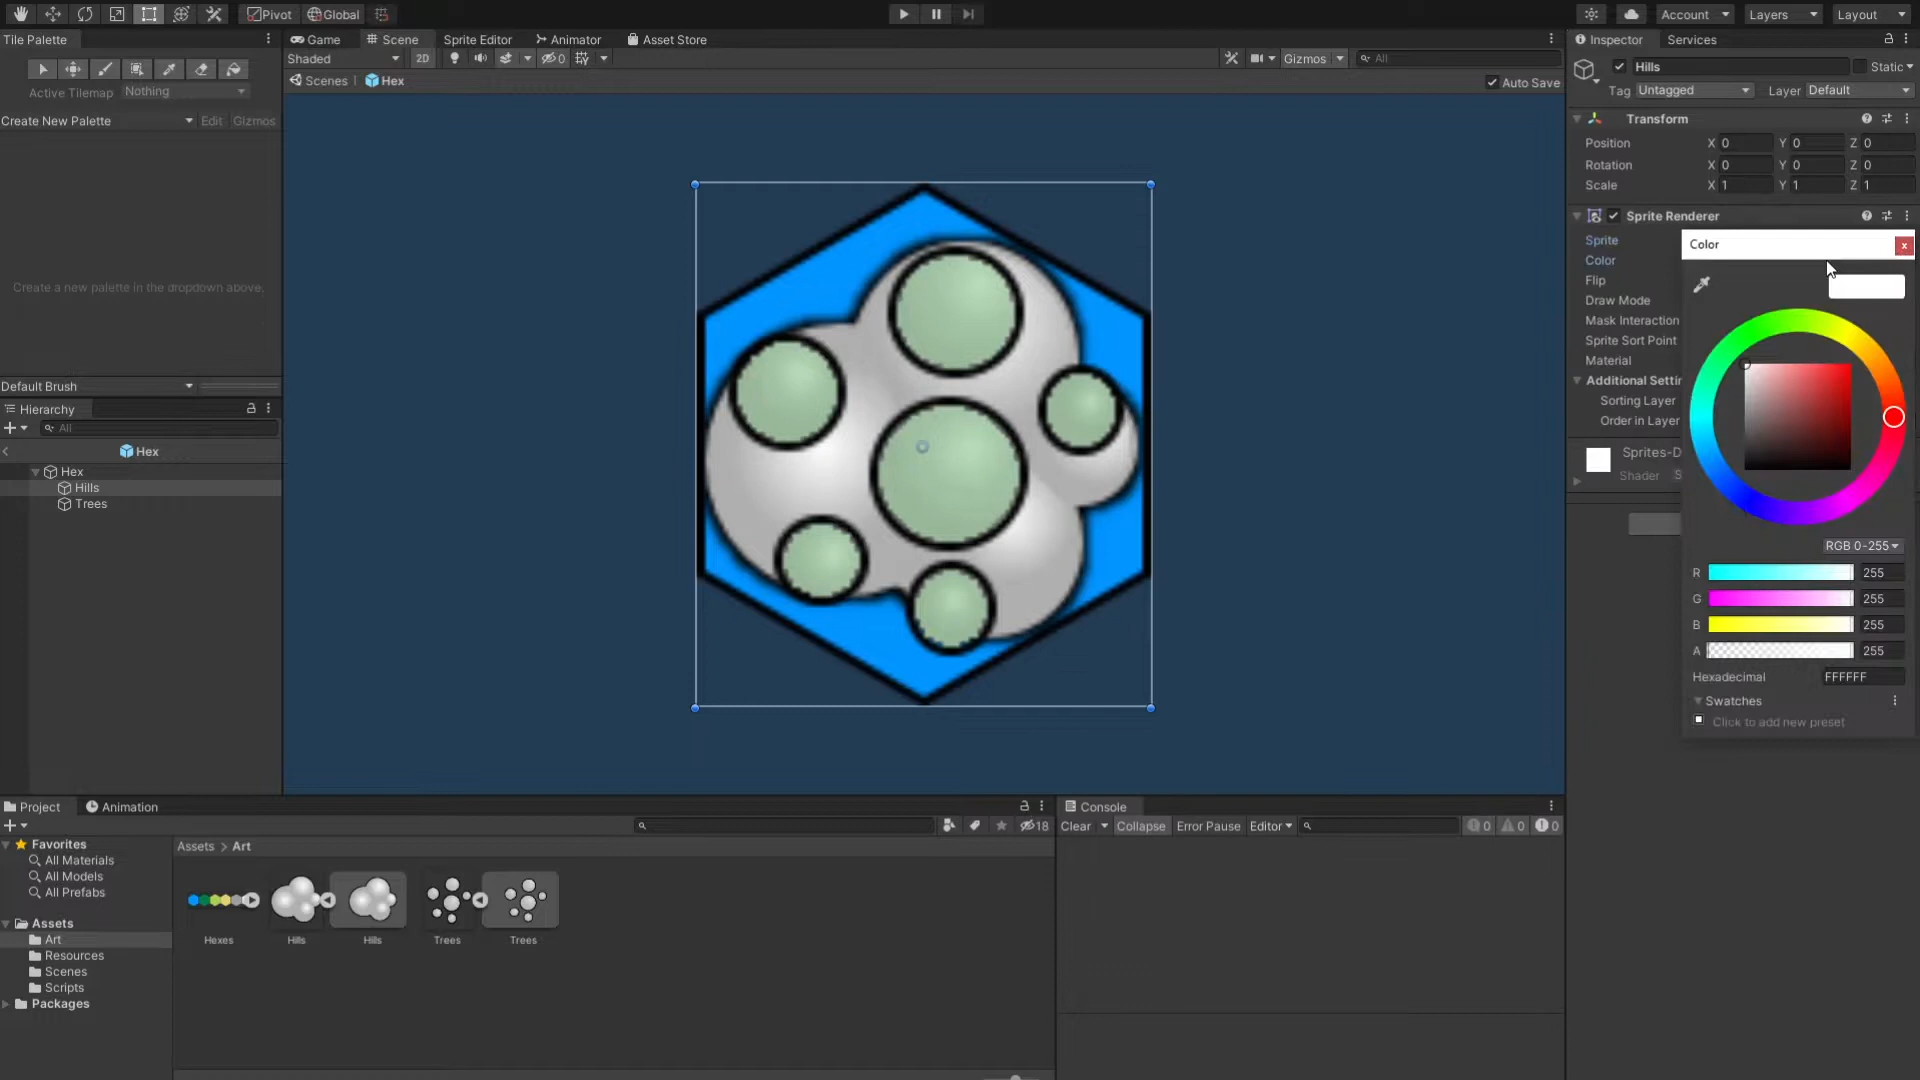 Pivot Global Account Layers Layout
Tile Palette Game Scene Sprite Editor Animator Asset Store Inspector Services
Shaded 2D 0 Gizmos All Hills Static
Scenes Hex Auto Save
Active Tilemap Nothing Tag Untagged Layer Default
Create New Palette Edit Gizmos Transform
Position X 0 Y 0 Z 0
Rotation X 0 Y 0 Z 0
Scale X 1 Y 1 Z 1
Sprite Renderer
Sprite
Color
Flip
Draw Mode
Mask Interaction
Sprite Sort Point
Material
Additional Setti
Sorting Layer
Order in Layer
Sprites-D
Shader S
Color x
RGB 0-255
R 255
G 255
B 255
A 255
Hexadecimal FFFFFF
Swatches
Click to add new preset
Create a new palette in the dropdown above.
Default Brush
Hierarchy
All
Hex
Hex
Hills
Trees
Project Animation
18
Favorites
All Materials
All Models
All Prefabs
Assets
Art
Resources
Scenes
Scripts
Packages
Assets > Art
Hexes Hills Hills Trees Trees
Console
Clear Collapse Error Pause Editor 0 0 0